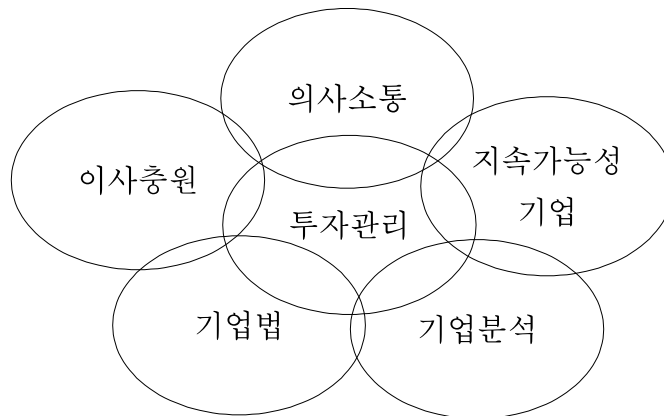 의사소통
이사충원
지속가능성
기업
투자관리
기업법
기업분석